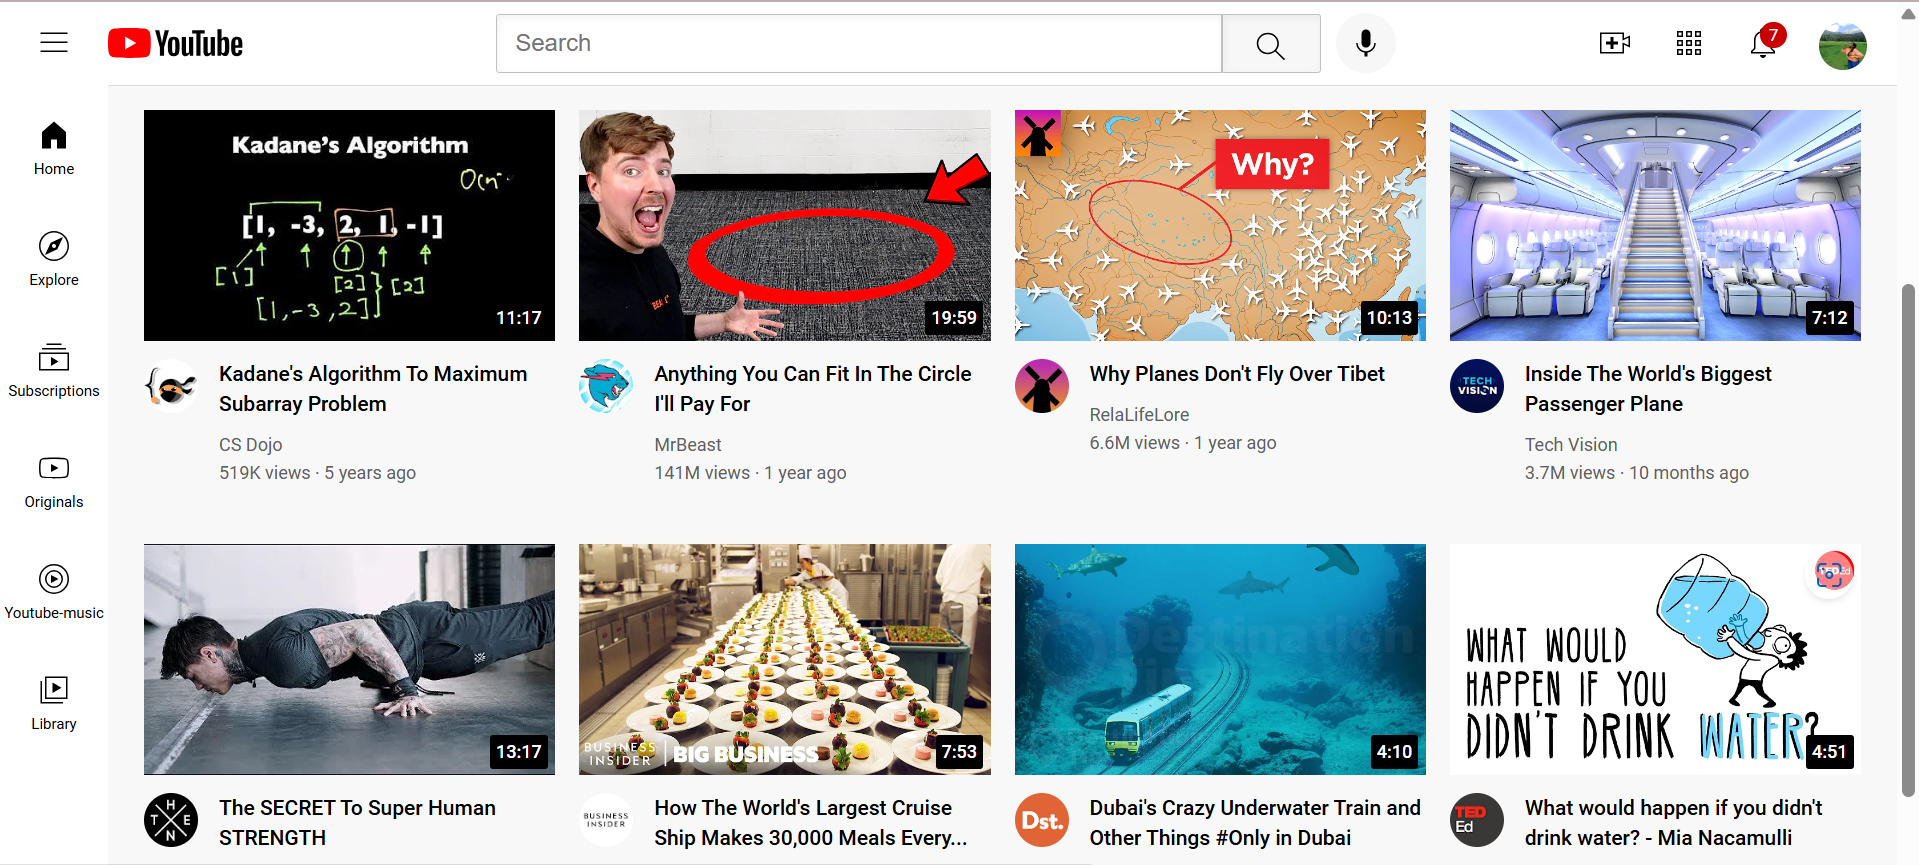 YouTube
Search
7
Home
Explore
Subscriptions
Originals
Youtube-music
Library
Kadane's Algorithm
[1, -3, 2, 1, -1]
[1]
[2]
[2]
[1, -3, 2]
11:17
Kadane's Algorithm To Maximum
Subarray Problem
CS Dojo
519K views · 5 years ago
19:59
Anything You Can Fit In The Circle
I'll Pay For
MrBeast
141M views · 1 year ago
Why?
10:13
Why Planes Don't Fly Over Tibet
RelaLifeLore
6.6M views · 1 year ago
7:12
TECH
VISION
Inside The World's Biggest
Passenger Plane
Tech Vision
3.7M views · 10 months ago
13:17
THENX
The SECRET To Super Human
STRENGTH
BUSINESS
INSIDER
BIG BUSINESS
7:53
BUSINESS
INSIDER
How The World's Largest Cruise
Ship Makes 30,000 Meals Every...
4:10
Dst.
Dubai's Crazy Underwater Train and
Other Things #Only in Dubai
WHAT WOULD
HAPPEN IF YOU
DIDN'T DRINK WATER?
4:51
TED
Ed
What would happen if you didn't
drink water? - Mia Nacamulli